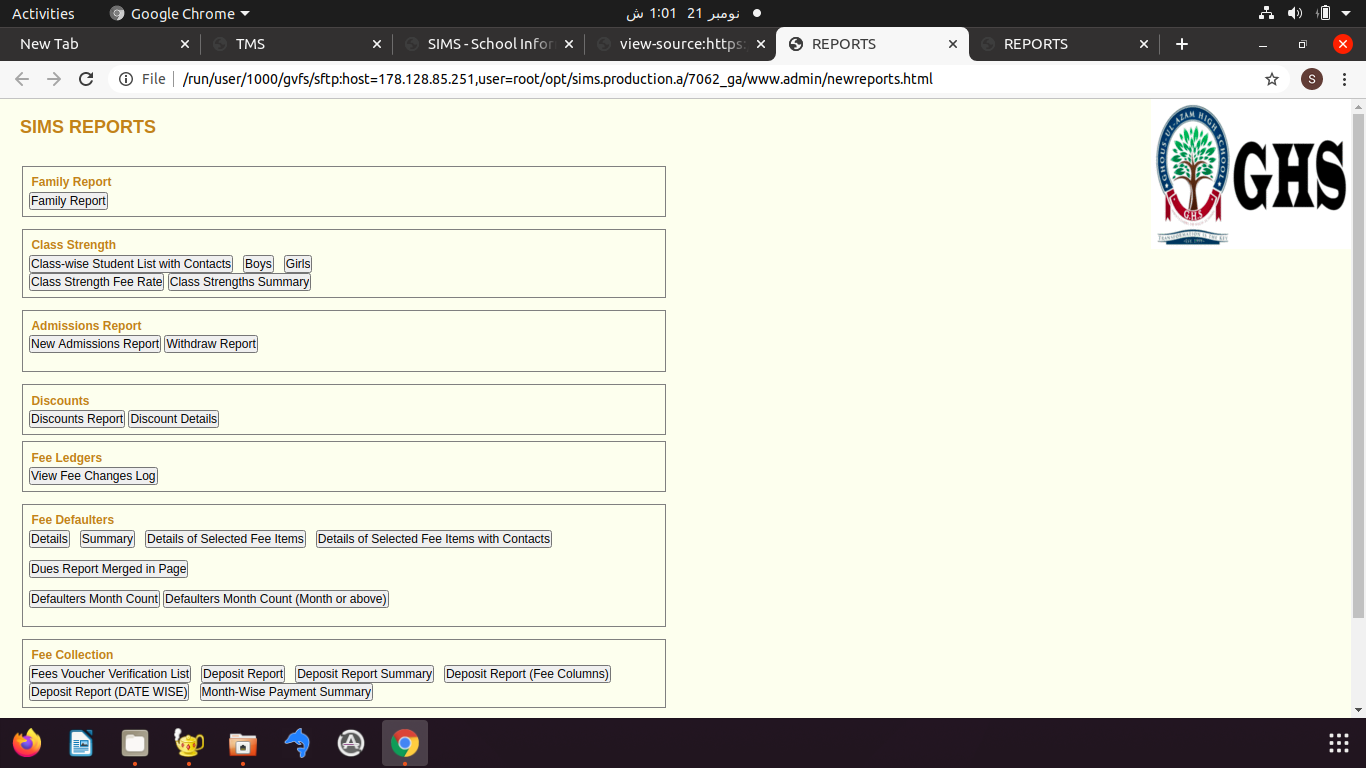 Activities Google Chrome نومبر 21 1:01 ش
New Tab TMS SIMS - School Infor view-source:https: REPORTS REPORTS
File /run/user/1000/gvfs/sftp:host=178.128.85.251,user=root/opt/sims.production.a/7062_ga/www.admin/newreports.html S
SIMS REPORTS
GHOUS-UL-AZAM HIGH SCHOOL
GHS
GHS
Family Report
Family Report
Class Strength
Class-wise Student List with Contacts Boys Girls
Class Strength Fee Rate Class Strengths Summary
Admissions Report
New Admissions Report Withdraw Report
Discounts
Discounts Report Discount Details
Fee Ledgers
View Fee Changes Log
Fee Defaulters
Details Summary Details of Selected Fee Items Details of Selected Fee Items with Contacts
Dues Report Merged in Page
Defaulters Month Count Defaulters Month Count (Month or above)
Fee Collection
Fees Voucher Verification List Deposit Report Deposit Report Summary Deposit Report (Fee Columns)
Deposit Report (DATE WISE) Month-Wise Payment Summary